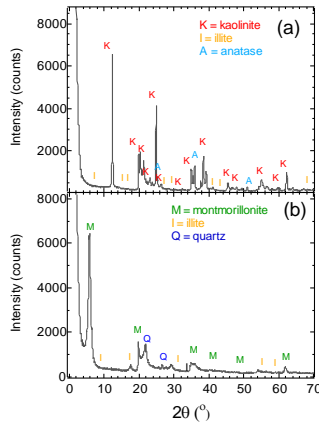 8000
6000
4000
2000
0
Intensity (counts)
(a)
K = kaolinite
I = illite
A = anatase
K K K K K K K K K K K K K K
A A A
I I I I I I I I
8000
6000
4000
2000
0
Intensity (counts)
(b)
M = montmorillonite
I = illite
Q = quartz
M M M M M M
Q Q
I I I I I
0 10 20 30 40 50 60 70
2θ (°)